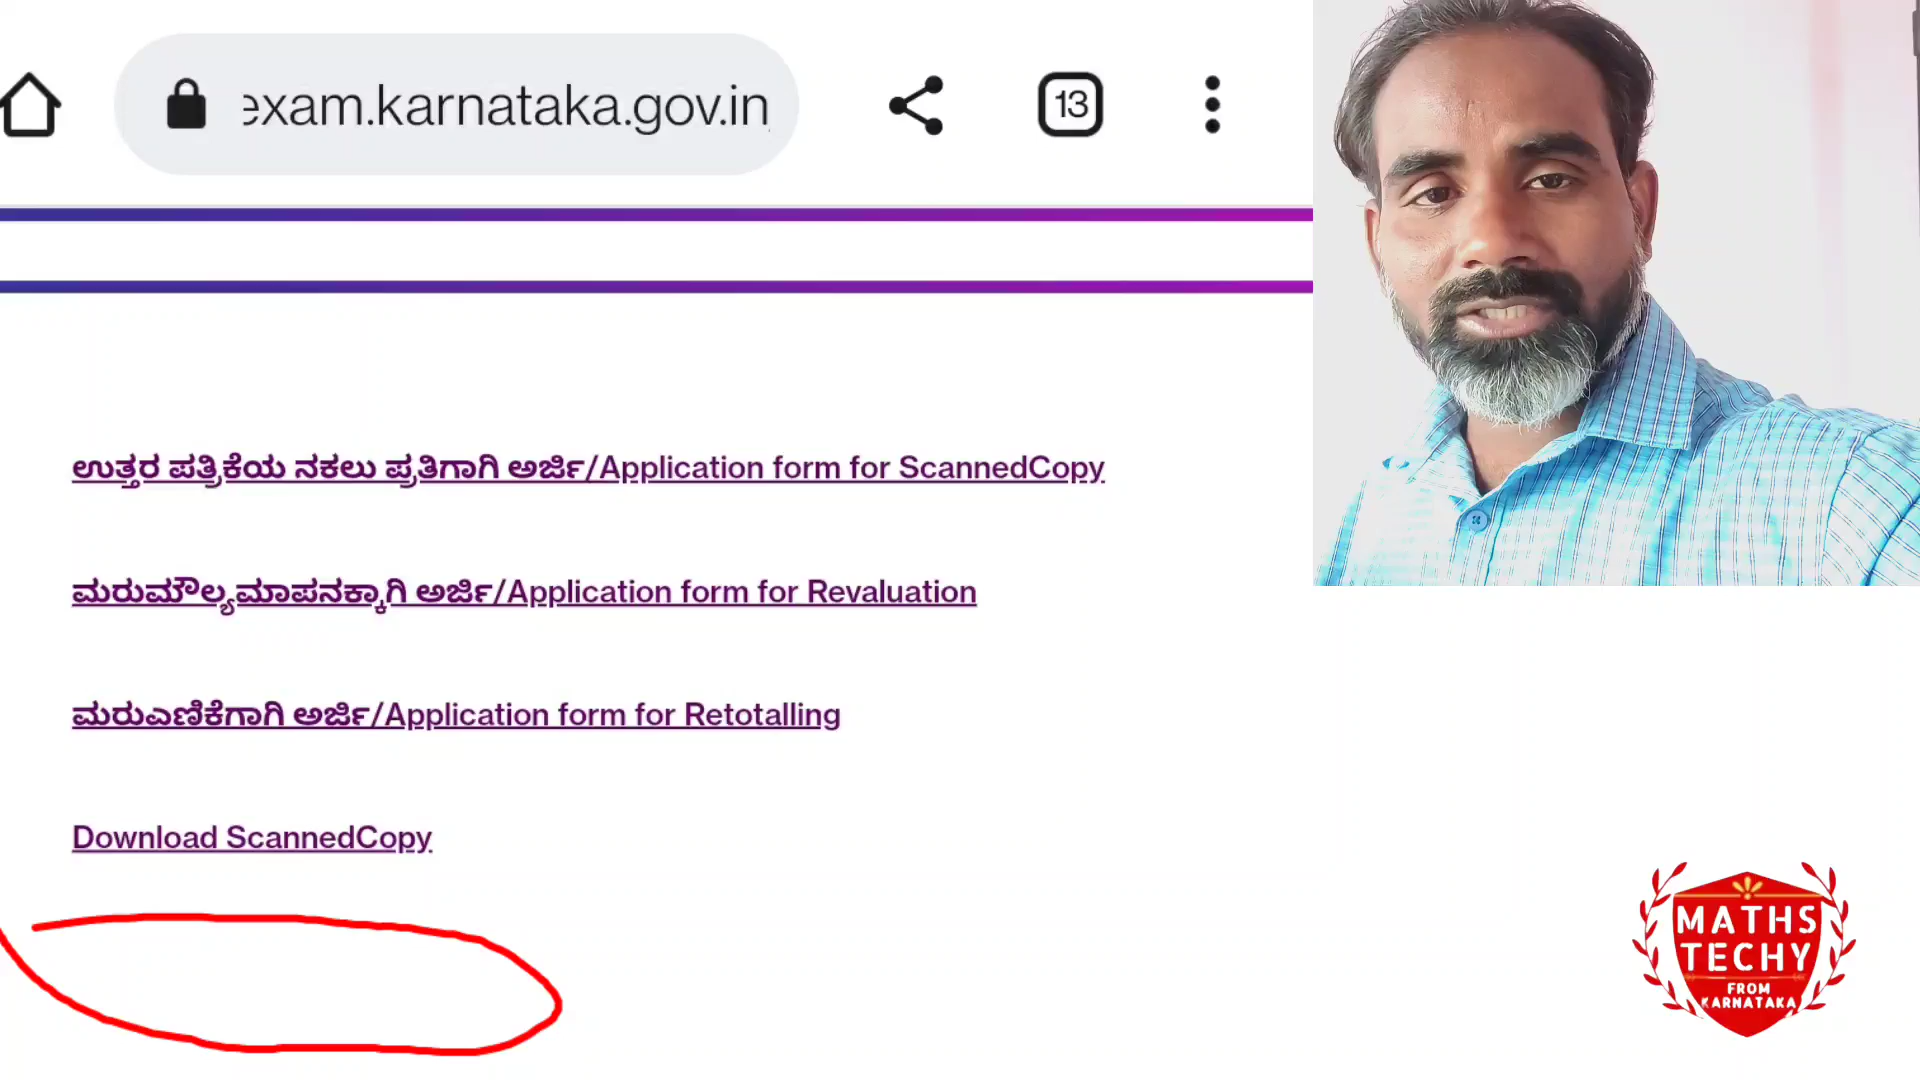 exam.karnataka.gov.in
13
ಉತ್ತರ ಪತ್ರಿಕೆಯ ನಕಲು ಪ್ರತಿಗಾಗಿ ಅರ್ಜಿ/Application form for ScannedCopy
ಮರುಮೌಲ್ಯಮಾಪನಕ್ಕಾಗಿ ಅರ್ಜಿ/Application form for Revaluation
ಮರುಎಣಿಕೆಗಾಗಿ ಅರ್ಜಿ/Application form for Retotalling
Download ScannedCopy
MATHS
TECHY
FROM
KARNATAKA